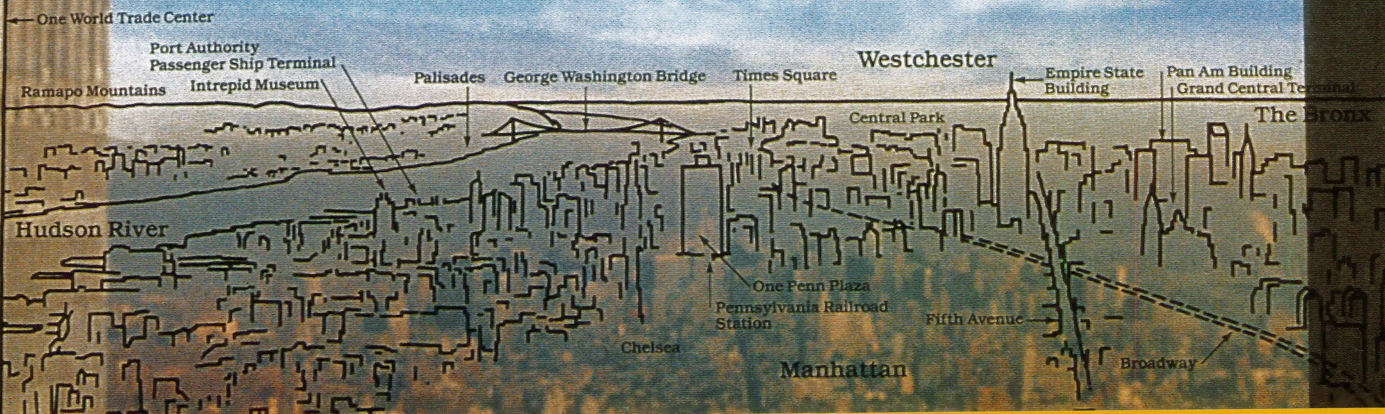 One World Trade Center
Port Authority
Passenger Ship Terminal
Intrepid Museum
Ramapo Mountains
Palisades
George Washington Bridge
Times Square
Westchester
Central Park
Empire State
Building
Pan Am Building
Grand Central Terminal
The Bronx
Hudson River
One Penn Plaza
Pennsylvania Railroad
Station
Fifth Avenue
Chelsea
Manhattan
Broadway